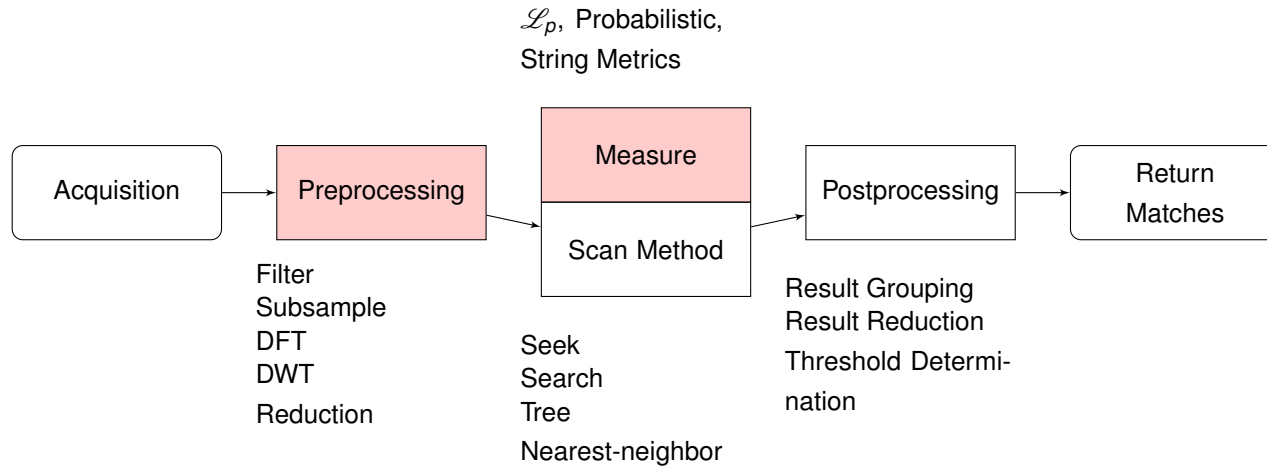 ℒp, Probabilistic,
String Metrics
Acquisition
Preprocessing
Measure
Scan Method
Postprocessing
Return
Matches
Filter
Subsample
DFT
DWT
Reduction
Seek
Search
Tree
Nearest-neighbor
Result Grouping
Result Reduction
Threshold Determi-
nation